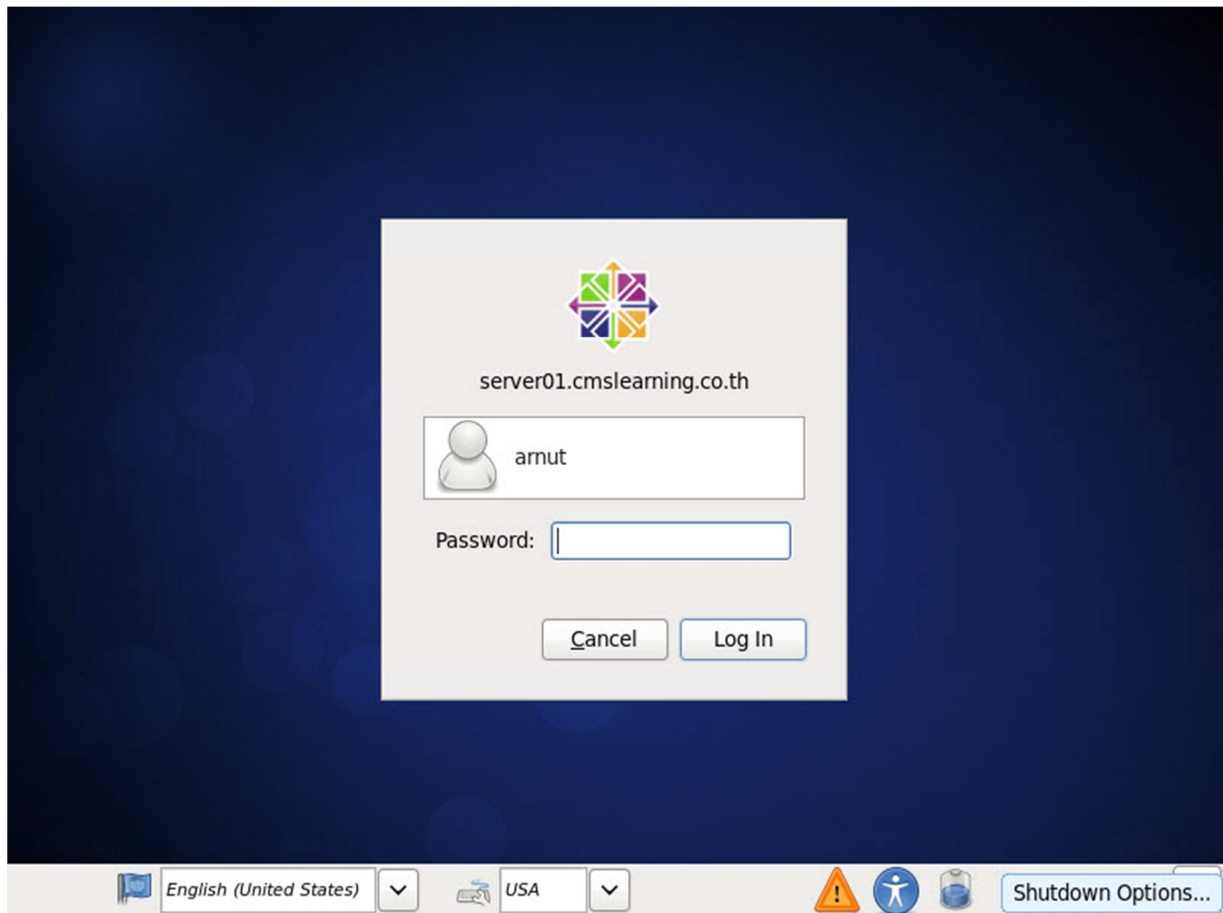 server01.cmslearning.co.th
arnut
Password:
Cancel
Log In
English (United States)
USA
Shutdown Options...